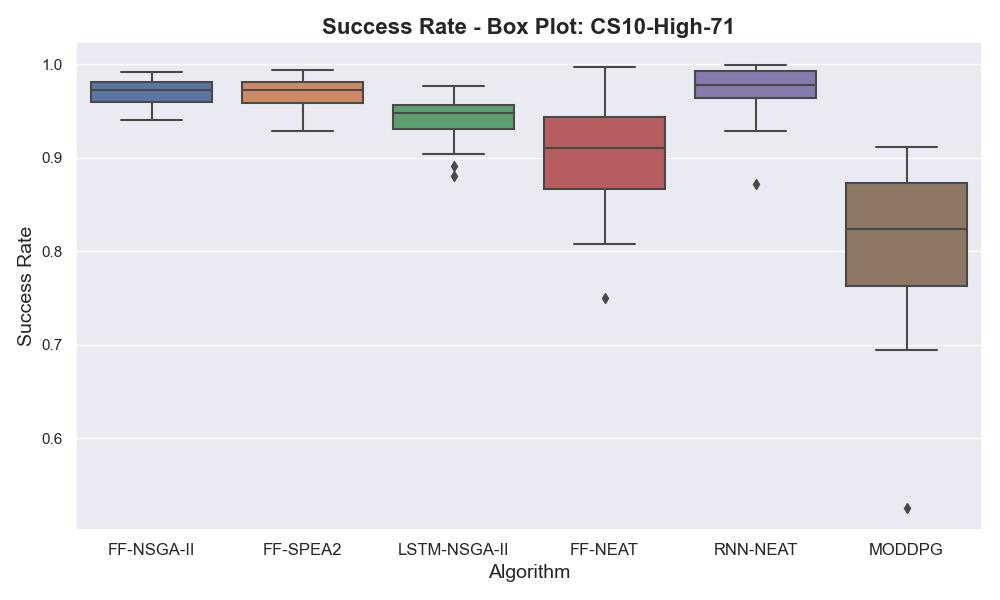 Success Rate - Box Plot: CS10-High-71
Success Rate
1.0
0.9
0.8
0.7
0.6
FF-NSGA-II
FF-SPEA2
LSTM-NSGA-II
FF-NEAT
RNN-NEAT
MODDPG
Algorithm